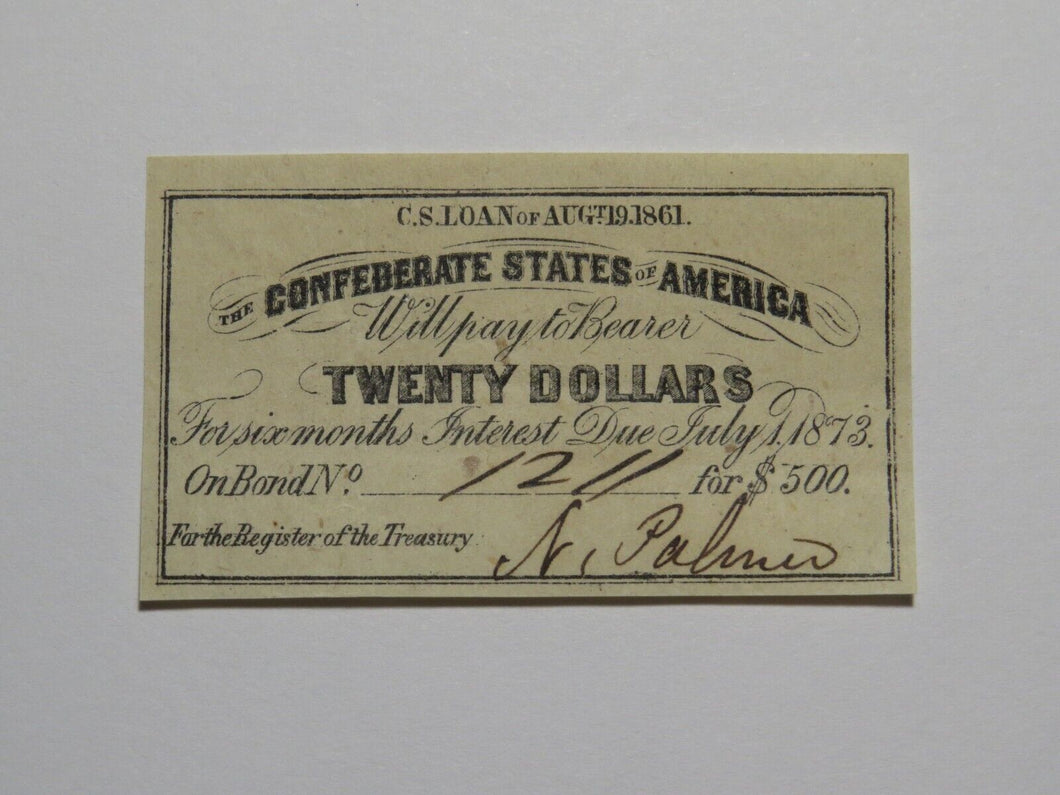 C.S. LOAN OF AUGT. 19. 1861.
THE CONFEDERATE STATES OF AMERICA
Will pay to Bearer
TWENTY DOLLARS
For six months Interest Due July 1, 1873.
On Bond No. 1211 for $500.
For the Register of the Treasury N. Palmer